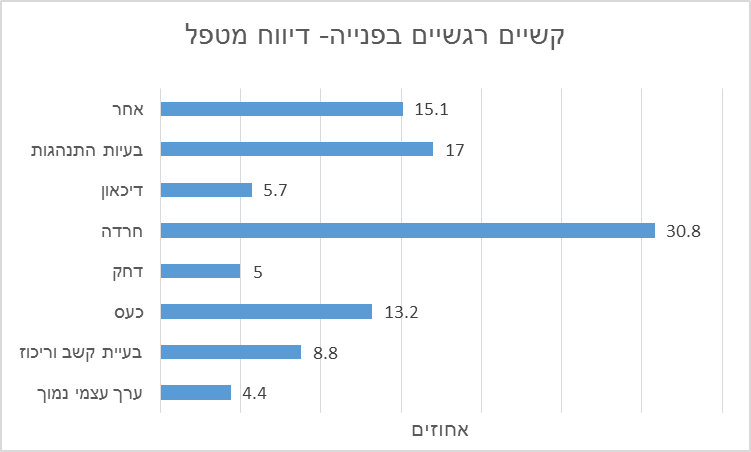 קשיים רגשיים בפנייה- דיווח מטפל
אחר 15.1
בעיות התנהגות 17
דיכאון 5.7
חרדה 30.8
דחק 5
כעס 13.2
בעיית קשב וריכוז 8.8
ערך עצמי נמוך 4.4
אחוזים